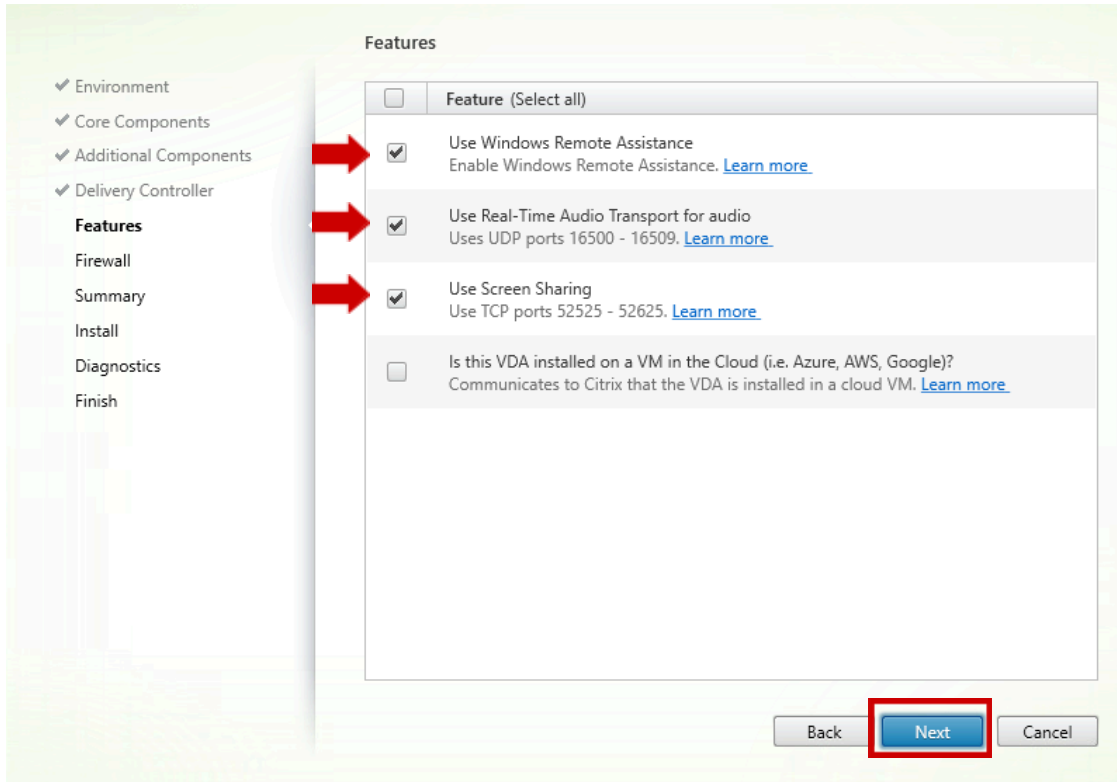 Features
Environment
Core Components
Additional Components
Delivery Controller
Features
Firewall
Summary
Install
Diagnostics
Finish
Feature (Select all)
Use Windows Remote Assistance
Enable Windows Remote Assistance. Learn more
Use Real-Time Audio Transport for audio
Uses UDP ports 16500 - 16509. Learn more
Use Screen Sharing
Use TCP ports 52525 - 52625. Learn more
Is this VDA installed on a VM in the Cloud (i.e. Azure, AWS, Google)?
Communicates to Citrix that the VDA is installed in a cloud VM. Learn more
Back
Next
Cancel